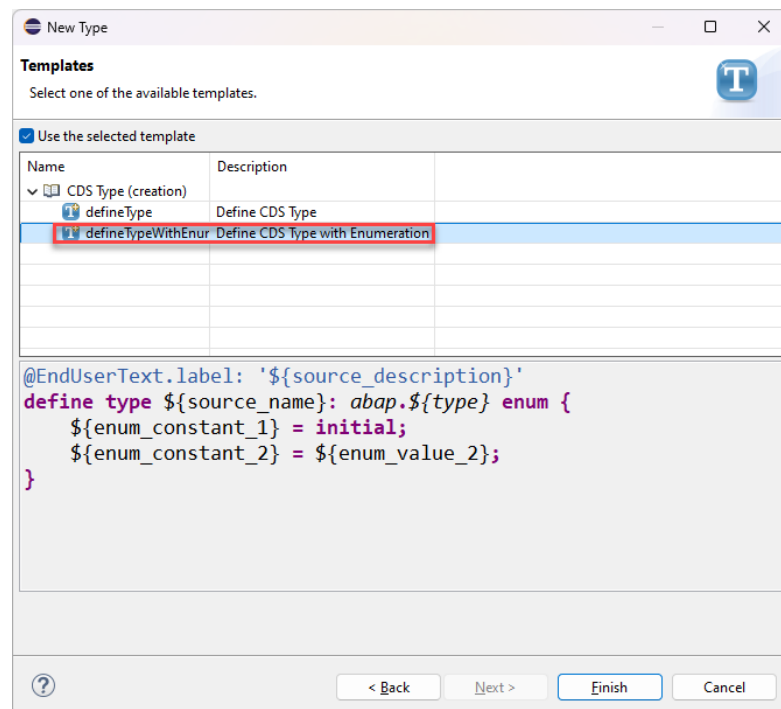 New Type
Templates
Select one of the available templates.
T
Use the selected template
Name Description
CDS Type (creation)
defineType Define CDS Type
defineTypeWithEnur Define CDS Type with Enumeration
@EndUserText.label: '${source_description}'
define type ${source_name}: abap.${type} enum {
    ${enum_constant_1} = initial;
    ${enum_constant_2} = ${enum_value_2};
}
?
< Back Next > Finish Cancel